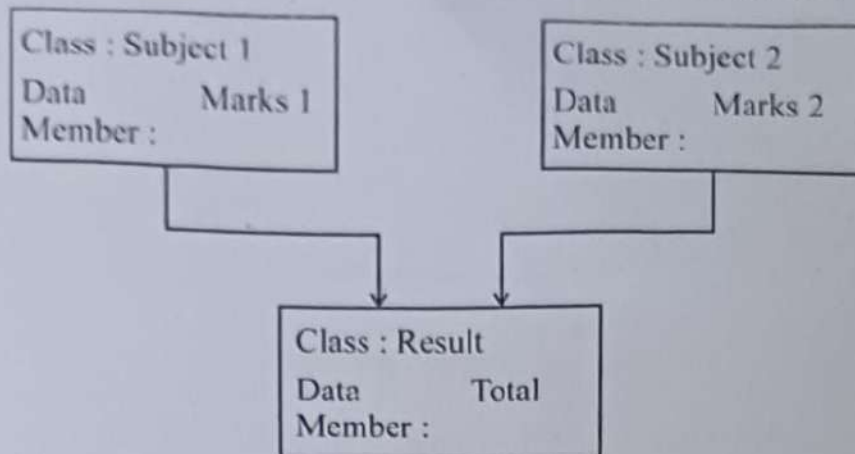 Class : Subject 1
Data Marks 1
Member :
Class : Subject 2
Data Marks 2
Member :
Class : Result
Data Total
Member :